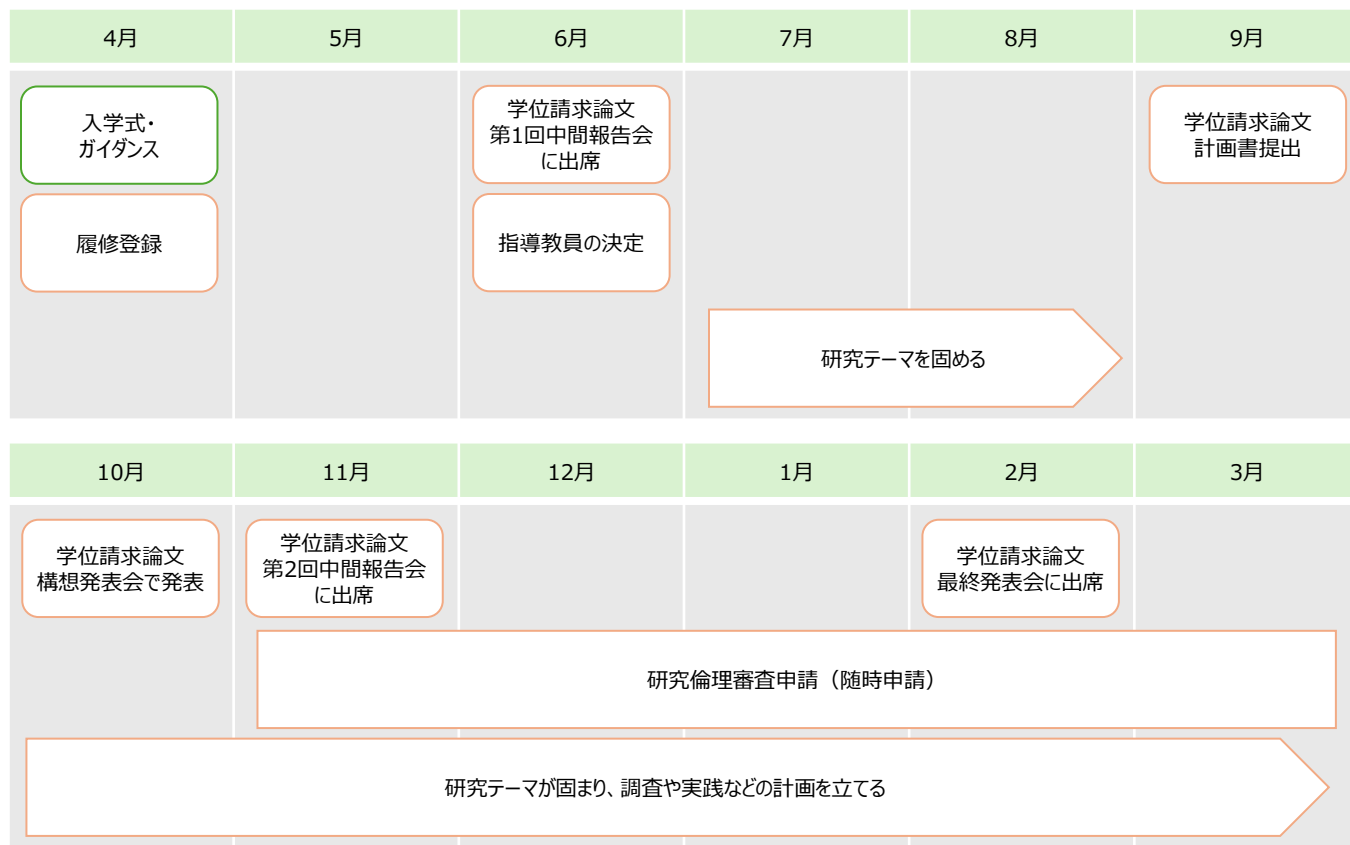 4月
5月
6月
7月
8月
9月
入学式・
ガイダンス
学位請求論文
第1回中間報告会
に出席
学位請求論文
計画書提出
履修登録
指導教員の決定
研究テーマを固める
10月
11月
12月
1月
2月
3月
学位請求論文
構想発表会で発表
学位請求論文
第2回中間報告会
に出席
学位請求論文
最終発表会に出席
研究倫理審査申請（随時申請）
研究テーマが固まり、調査や実践などの計画を立てる